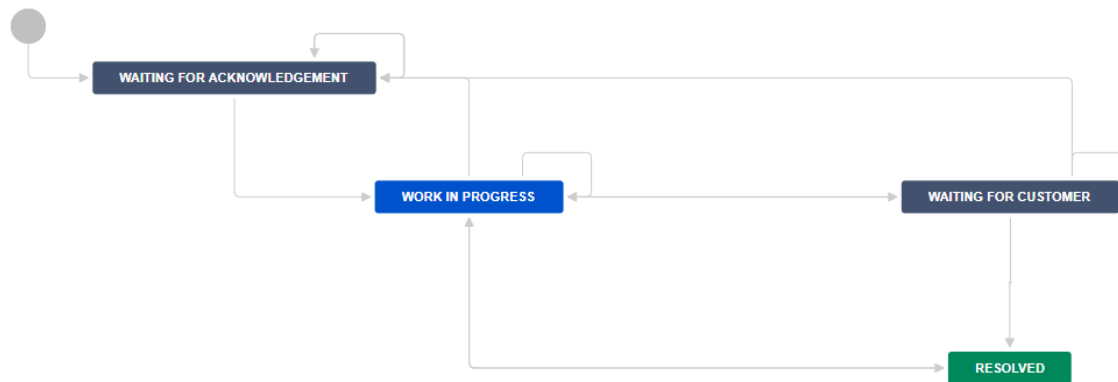 WAITING FOR ACKNOWLEDGEMENT
WORK IN PROGRESS
WAITING FOR CUSTOMER
RESOLVED